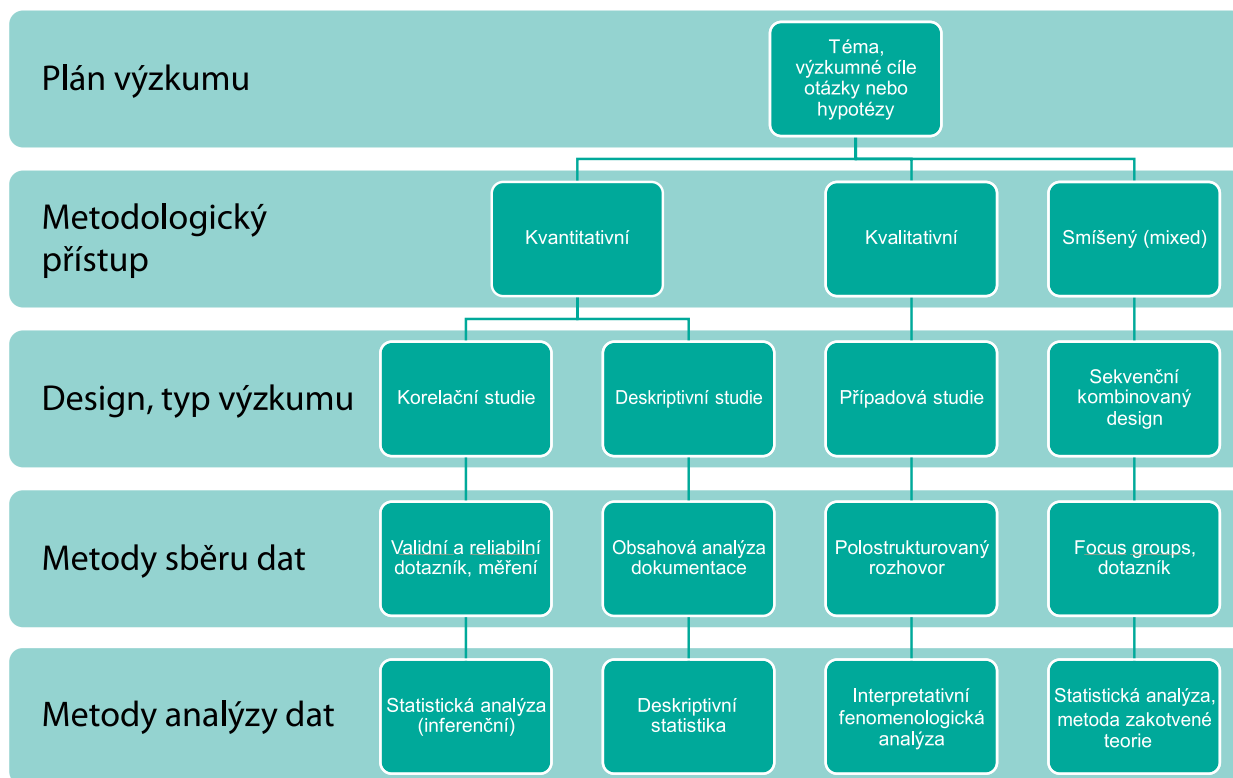 Plán výzkumu
Téma,
výzkumné cíle
otázky nebo
hypotézy
Metodologický
přístup
Kvantitativní
Kvalitativní
Smíšený (mixed)
Design, typ výzkumu
Korelační studie
Deskriptivní studie
Případová studie
Sekvenční
kombinovaný
design
Metody sběru dat
Validní a reliabilní
dotazník, měření
Obsahová analýza
dokumentace
Polostrukturovaný
rozhovor
Focus groups,
dotazník
Metody analýzy dat
Statistická analýza
(inferenční)
Deskriptivní
statistika
Interpretativní
fenomenologická
analýza
Statistická analýza,
metoda zakotvené
teorie